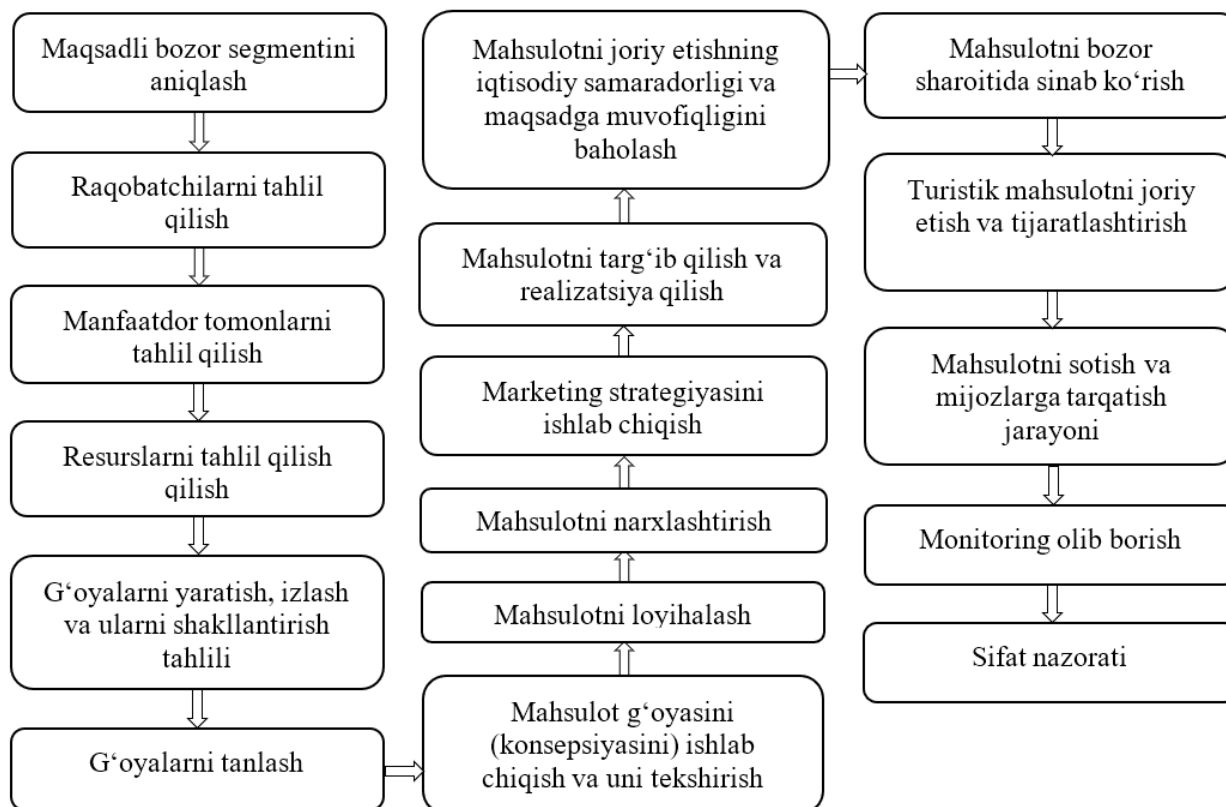 Maqsadli bozor segmentini
aniqlash
Raqobatchilarni tahlil
qilish
Manfaatdor tomonlarni
tahlil qilish
Resurslarni tahlil qilish
qilish
G‘oyalarni yaratish, izlash
va ularni shakllantirish
tahlili
G‘oyalarni tanlash
Mahsulot g‘oyasini
(konsepsiyasini) ishlab
chiqish va uni tekshirish
Mahsulotni loyihalash
Mahsulotni narxlashtirish
Marketing strategiyasini
ishlab chiqish
Mahsulotni targ‘ib qilish va
realizatsiya qilish
Mahsulotni joriy etishning
iqtisodiy samaradorligi va
maqsadga muvofiqligini
baholash
Mahsulotni bozor
sharoitida sinab ko‘rish
Turistik mahsulotni joriy
etish va tijaratlashtirish
Mahsulotni sotish va
mijozlarga tarqatish
jarayoni
Monitoring olib borish
Sifat nazorati